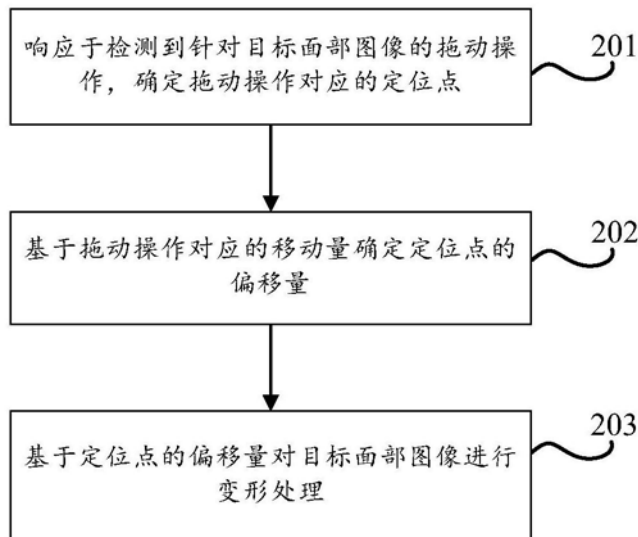 响应于检测到针对目标面部图像的拖动操
作，确定拖动操作对应的定位点
201
基于拖动操作对应的移动量确定定位点的
偏移量
202
基于定位点的偏移量对目标面部图像进行
变形处理
203